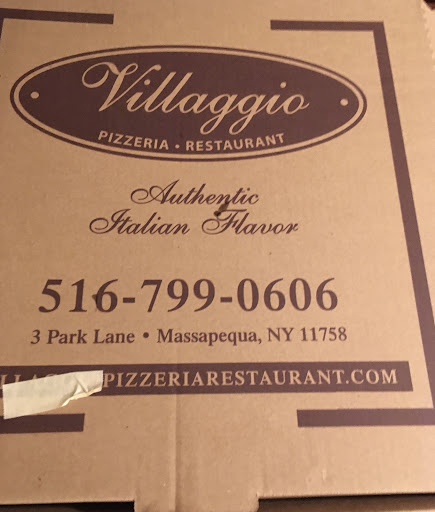 Villaggio
PIZZERIA • RESTAURANT
Authentic
Italian Flavor
516-799-0606
3 Park Lane • Massapequa, NY 11758
PIZZERIARESTAURANT.COM